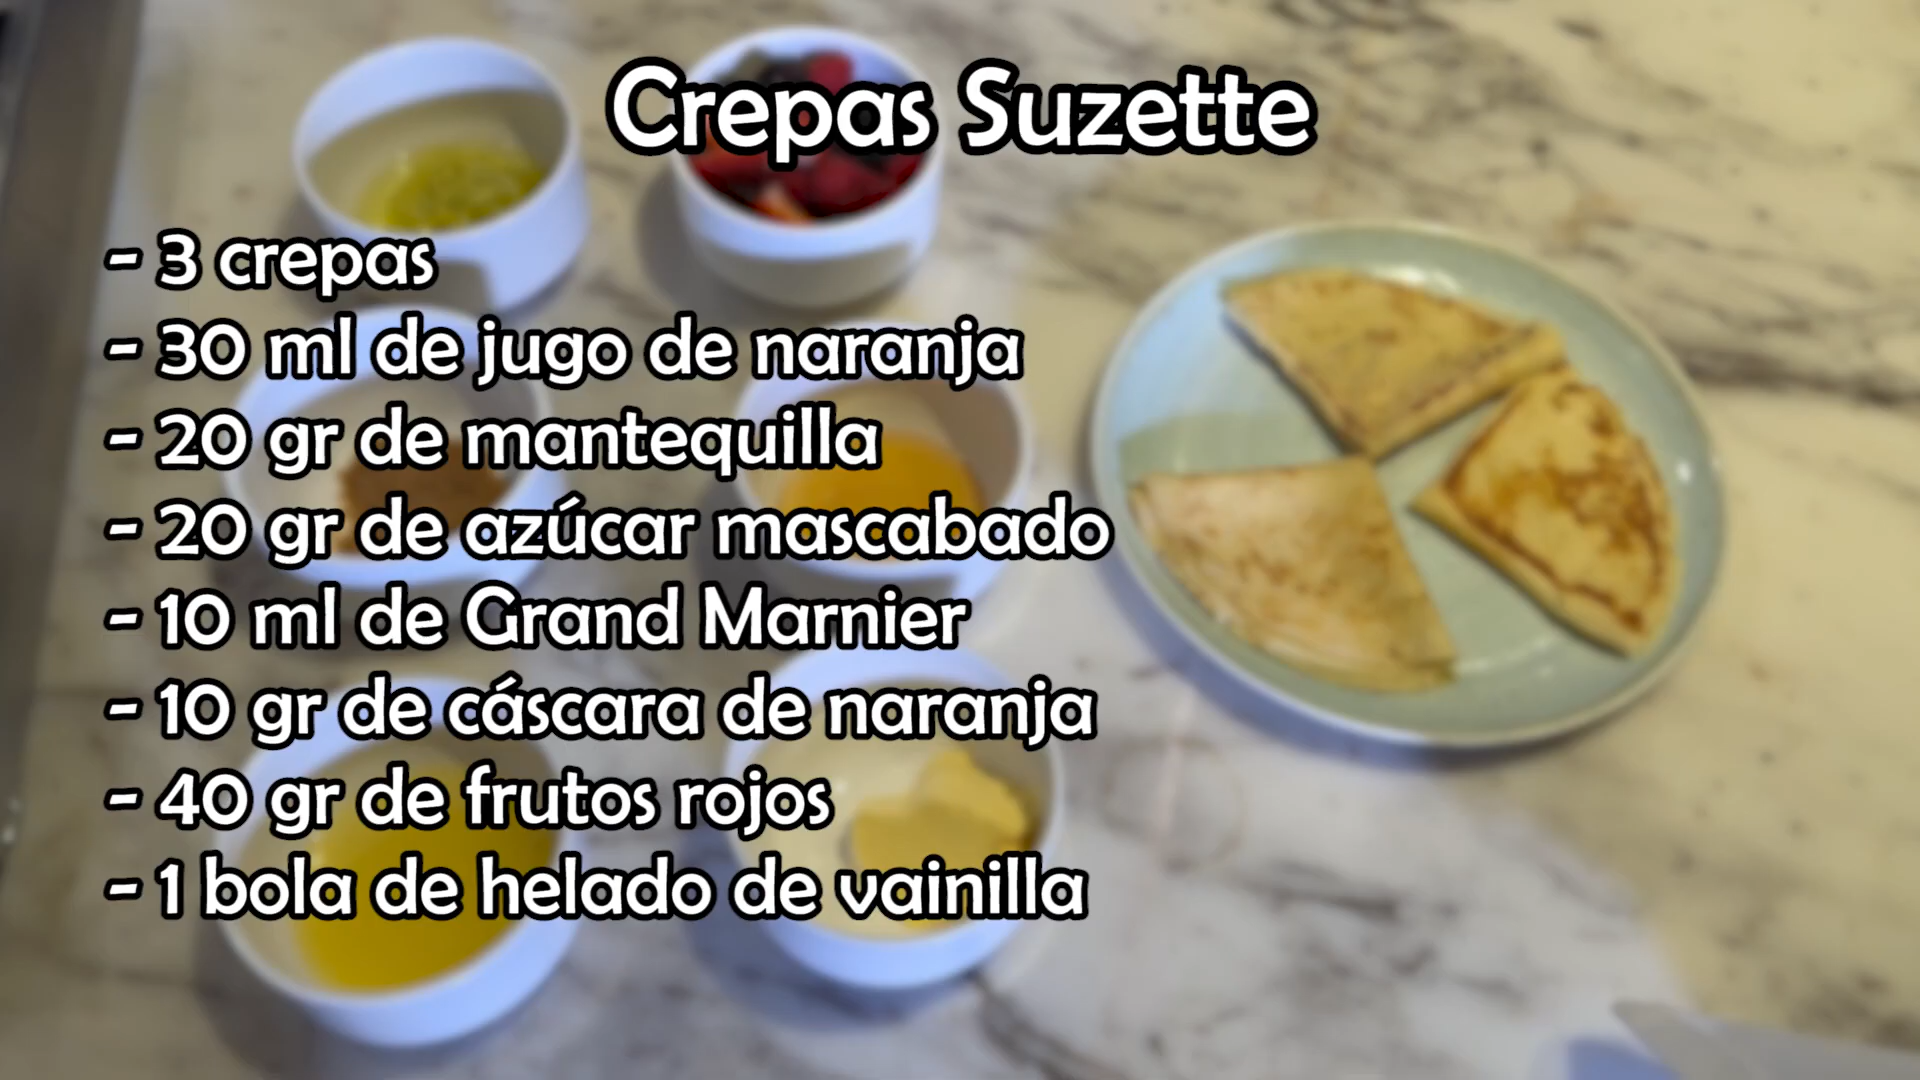 Crepas Suzette
- 3 crepas
- 30 ml de jugo de naranja
- 20 gr de mantequilla
- 20 gr de azúcar mascabado
- 10 ml de Grand Marnier
- 10 gr de cáscara de naranja
- 40 gr de frutos rojos
- 1 bola de helado de vainilla